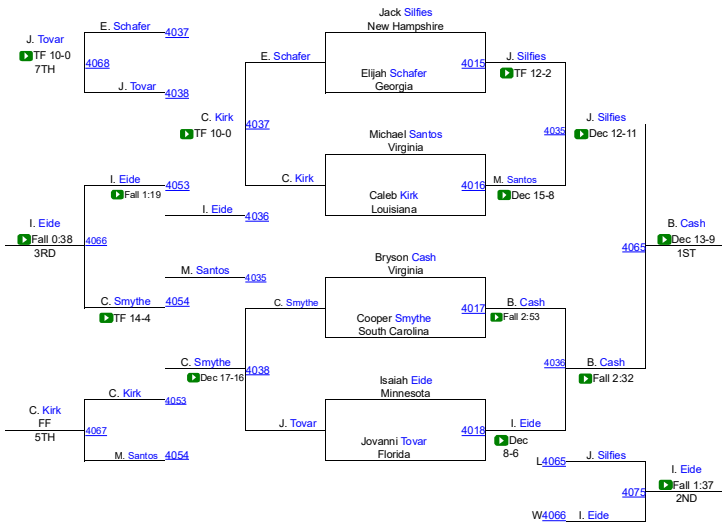 Jack Silfies
New Hampshire
E. Schafer
4037
J. Tovar
TF 10-0
7TH
4068
J. Tovar
4038
E. Schafer
Elijah Schafer
Georgia
4015
J. Silfies
TF 12-2
C. Kirk
TF 10-0
4037
4035
J. Silfies
Dec 12-11
Michael Santos
Virginia
C. Kirk
Caleb Kirk
Louisiana
4016
M. Santos
Dec 15-8
I. Eide
4053
Fall 1:19
I. Eide
4036
I. Eide
Fall 0:38
3RD
4066
B. Cash
Dec 13-9
1ST
4065
M. Santos
4035
Bryson Cash
Virginia
C. Smythe
4054
TF 14-4
C. Smythe
Cooper Smythe
South Carolina
4017
B. Cash
Fall 2:53
C. Smythe
Dec 17-16
4038
4036
B. Cash
Fall 2:32
Isaiah Eide
Minnesota
C. Kirk
4053
C. Kirk
FF
5TH
4067
M. Santos
4054
J. Tovar
Jovanni Tovar
Florida
4018
I. Eide
Dec
8-6
L4065
J. Silfies
I. Eide
Fall 1:37
2ND
4075
W4066
I. Eide